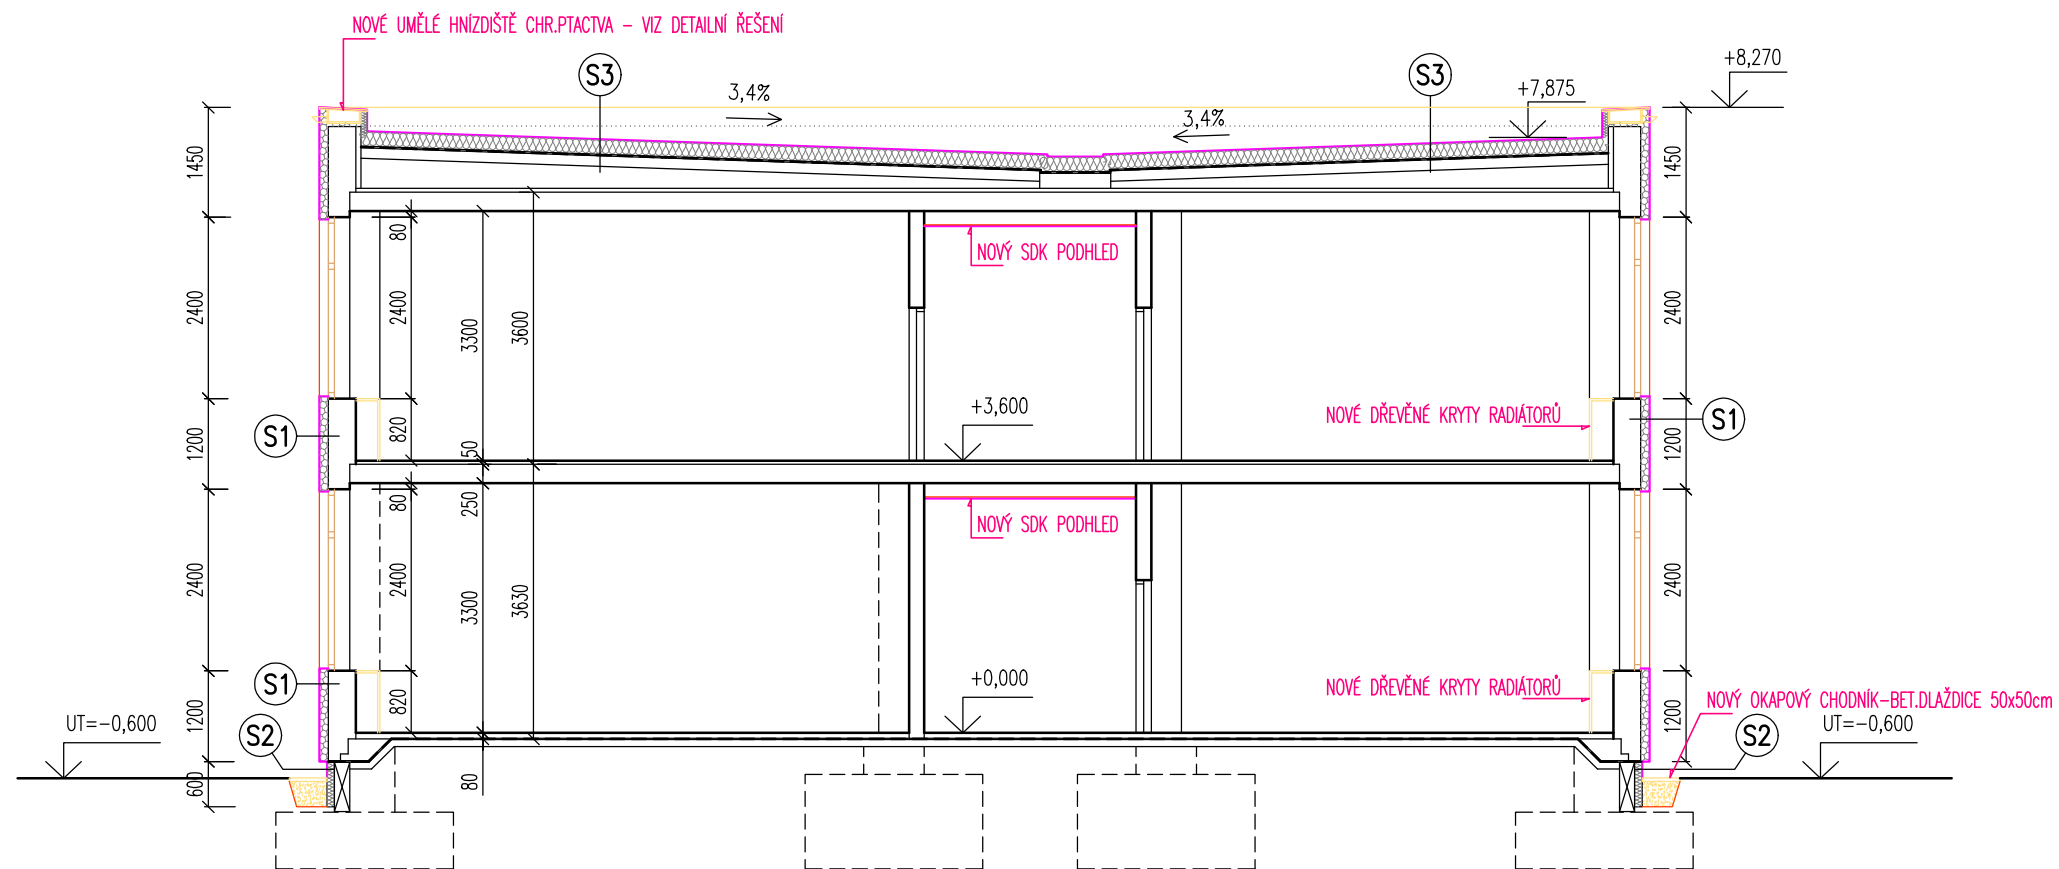 NOVÉ UMĚLÉ HNÍZDIŠTĚ CHR.PTACTVA – VIZ DETAILNÍ ŘEŠENÍ
S3
S3
+8,270
3,4%
+7,875
3,4%
1450
1450
80
NOVÝ SDK PODHLED
2400
2400
3300
3600
2400
+3,600
NOVÉ DŘEVĚNÉ KRYTY RADIÁTORŮ
S1
S1
1200
820
50
1200
80
250
NOVÝ SDK PODHLED
2400
2400
3300
3630
2400
+0,000
NOVÉ DŘEVĚNÉ KRYTY RADIÁTORŮ
S1
NOVÝ OKAPOVÝ CHODNÍK–BET.DLAŽDICE 50x50cm
1200
820
1200
UT=–0,600
UT=–0,600
S2
S2
600
80